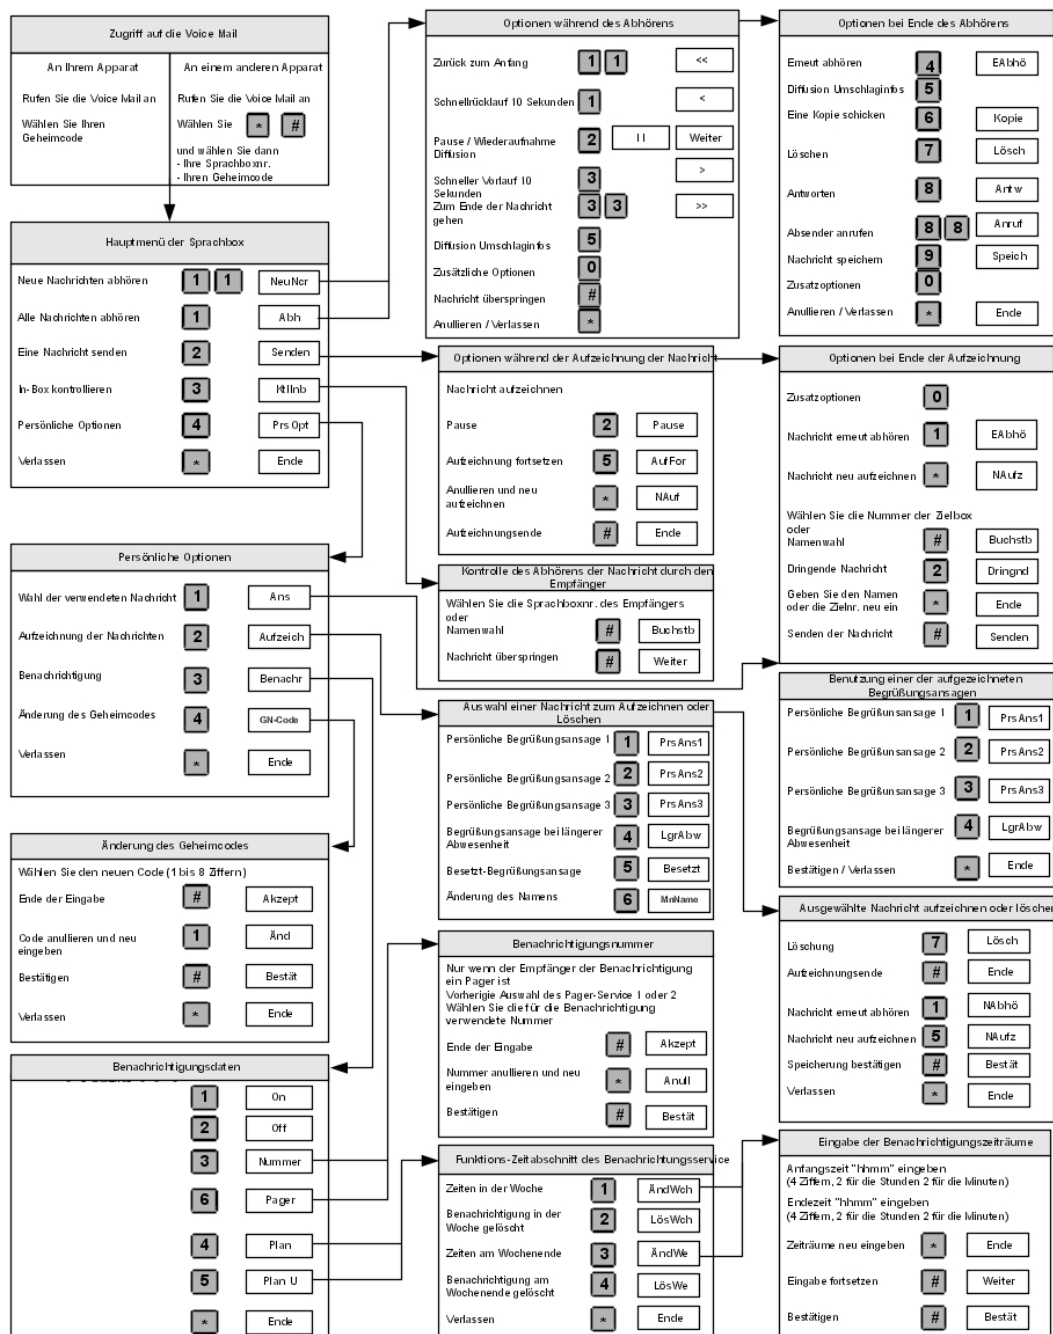 Zugriff auf die Voice Mail
An Ihrem Apparat
Rufen Sie die Voice Mail an
Wählen Sie Ihren
Geheimcode
An einem anderen Apparat
Rufen Sie die Voice Mail an
Wählen Sie * #
und wählen Sie dann
- Ihre Sprachboxnr.
- Ihren Geheimcode
Hauptmenü der Sprachbox
Neue Nachrichten abhören 1 1 NeuNcr
Alle Nachrichten abhören 1 Abh
Eine Nachricht senden 2 Senden
In-Box kontrollieren 3 KtlInb
Persönliche Optionen 4 PrsOpt
Verlassen * Ende
Persönliche Optionen
Wahl der verwendeten Nachricht 1 Ans
Aufzeichnung der Nachrichten 2 Aufzeich
Benachrichtigung 3 Benachr
Änderung des Geheimcodes 4 GN-Code
Verlassen * Ende
Änderung des Geheimcodes
Wählen Sie den neuen Code (1 bis 8 Ziffern)
Ende der Eingabe # Akzept
Code anullieren und neu
eingeben 1 Änd
Bestätigen # Bestät
Verlassen * Ende
Benachrichtigungsdaten
1 On
2 Off
3 Nummer
6 Pager
4 Plan
5 Plan U
* Ende
Optionen während des Abhörens
Zurück zum Anfang 1 1 <<
Schnellrücklauf 10 Sekunden 1 <
Pause / Wiederaufnahme
Diffusion 2 II Weiter
Schneller Vorlauf 10
Sekunden 3 >
Zum Ende der Nachricht
gehen 3 3 >>
Diffusion Umschlaginfos 5
Zusätzliche Optionen 0
Nachricht überspringen #
Anullieren / Verlassen *
Optionen während der Aufzeichnung der Nachricht
Nachricht aufzeichnen
Pause 2 Pause
Aufzeichnung fortsetzen 5 AufFor
Anullieren und neu
aufzeichnen * NAuf
Aufzeichnungsende # Ende
Kontrolle des Abhörens der Nachricht durch den
Empfänger
Wählen Sie die Sprachboxnr. des Empfängers
oder
Namenwahl # Buchstb
Nachricht überspringen # Weiter
Auswahl einer Nachricht zum Aufzeichnen oder
Löschen
Persönliche Begrüßungsansage 1 1 PrsAns1
Persönliche Begrüßungsansage 2 2 PrsAns2
Persönliche Begrüßungsansage 3 3 PrsAns3
Begrüßungsansage bei längerer
Abwesenheit 4 LgrAbw
Besetzt-Begrüßungsansage 5 Besetzt
Änderung des Namens 6 MnName
Benachrichtigungsnummer
Nur wenn der Empfänger der Benachrichtigung
ein Pager ist
Vorherige Auswahl des Pager-Service 1 oder 2
Wählen Sie die für die Benachrichtigung
verwendete Nummer
Ende der Eingabe # Akzept
Nummer anullieren und neu
eingeben * Anull
Bestätigen # Bestät
Funktions-Zeitabschnitt des Benachrichtungsservice
Zeiten in der Woche 1 ÄndWch
Benachrichtigung in der
Woche gelöscht 2 LösWch
Zeiten am Wochenende 3 ÄndWe
Benachrichtigung am
Wochenende gelöscht 4 LösWe
Verlassen * Ende
Optionen bei Ende des Abhörens
Erneut abhören 4 EAbhö
Diffusion Umschlaginfos 5
Eine Kopie schicken 6 Kopie
Löschen 7 Lösch
Antworten 8 Antw
Absender anrufen 8 8 Anruf
Nachricht speichern 9 Speich
Zusatzoptionen 0
Anullieren / Verlassen * Ende
Optionen bei Ende der Aufzeichnung
Zusatzoptionen 0
Nachricht erneut abhören 1 EAbhö
Nachricht neu aufzeichnen * NAufz
Wählen Sie die Nummer der Zielbox
oder
Namenwahl # Buchstb
Dringende Nachricht 2 Dringnd
Geben Sie den Namen
oder die Zielnr. neu ein * Ende
Senden der Nachricht # Senden
Benutzung einer der aufgezeichneten
Begrüßungsansagen
Persönliche Begrüßunsansage 1 1 PrsAns1
Persönliche Begrüßunsansage 2 2 PrsAns2
Persönliche Begrüßunsansage 3 3 PrsAns3
Begrüßungsansage bei längerer
Abwesenheit 4 LgrAbw
Bestätigen / Verlassen * Ende
Ausgewählte Nachricht aufzeichnen oder löschen
Löschung 7 Lösch
Aufzeichnungsende # Ende
Nachricht erneut abhören 1 NAbhö
Nachricht neu aufzeichnen 5 NAufz
Speicherung bestätigen # Bestät
Verlassen * Ende
Eingabe der Benachrichtigungszeiträume
Anfangszeit "hhmm" eingeben
(4 Ziffern, 2 für die Stunden 2 für die Minuten)
Endezeit "hhmm" eingeben
(4 Ziffern, 2 für die Stunden 2 für die Minuten)
Zeiträume neu eingeben * Ende
Eingabe fortsetzen # Weiter
Bestätigen # Bestät